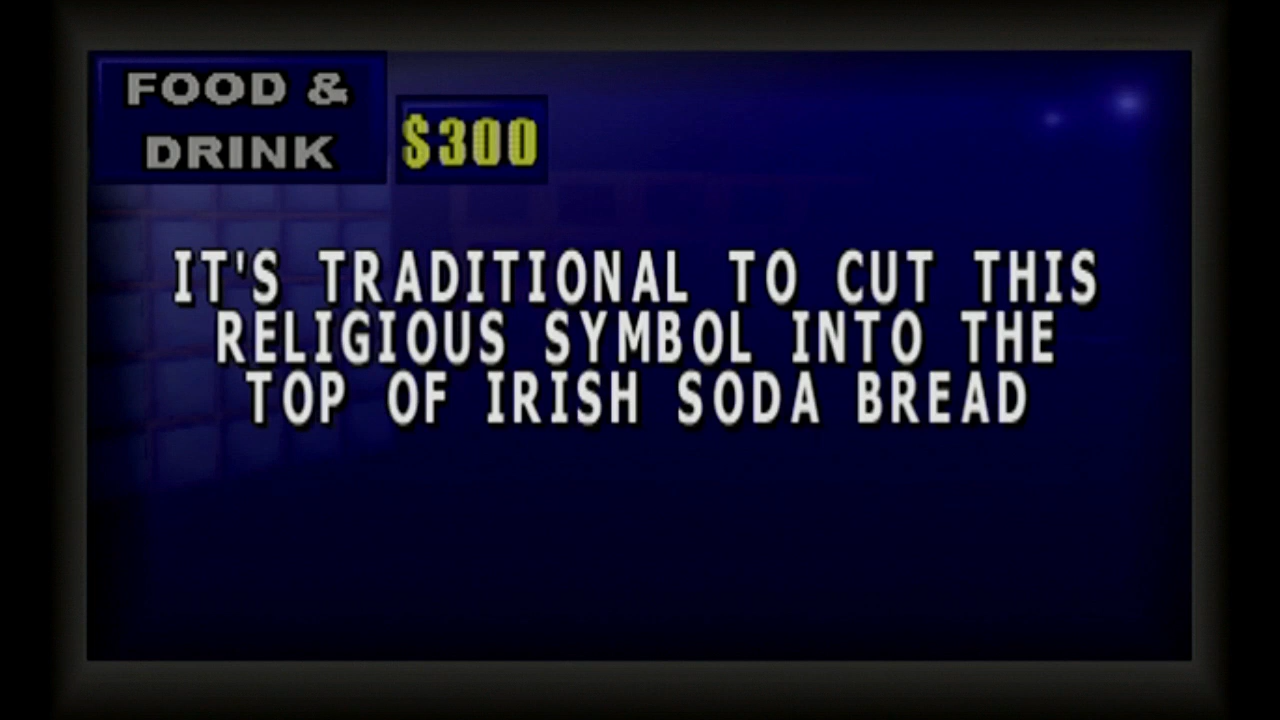 FOOD &
DRINK
$300
IT'S TRADITIONAL TO CUT THIS
RELIGIOUS SYMBOL INTO THE
TOP OF IRISH SODA BREAD